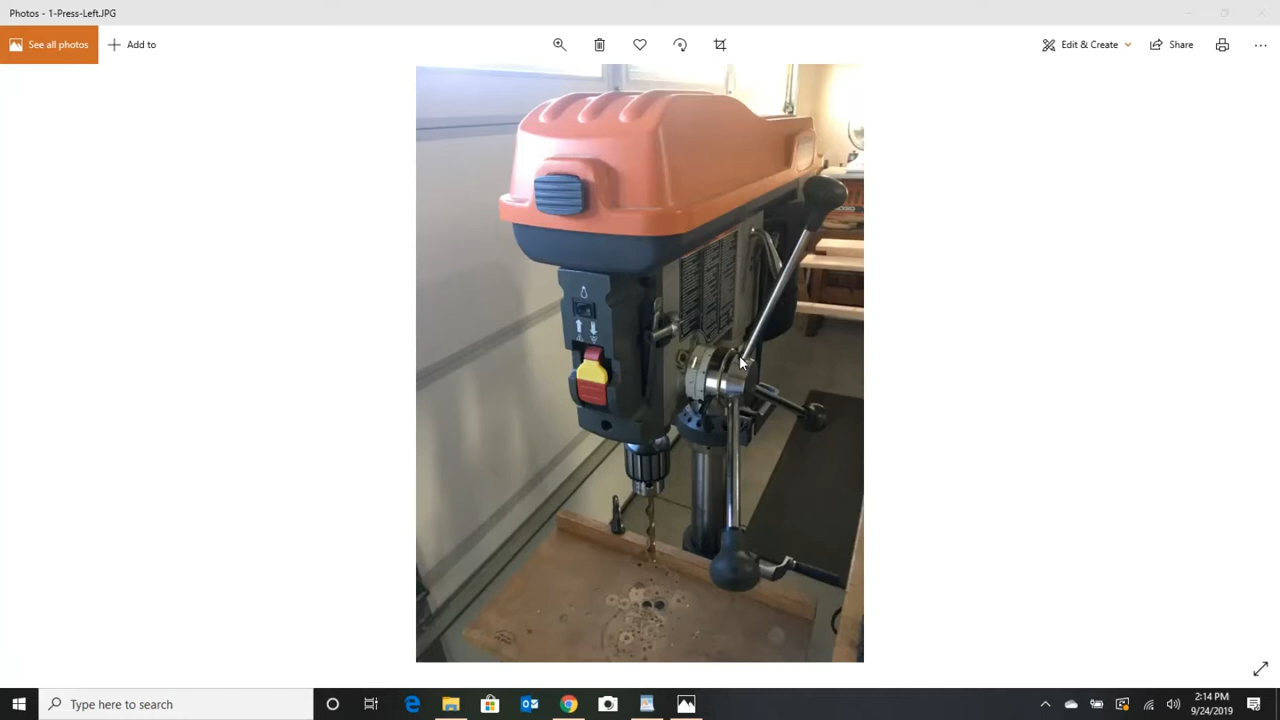 Photos - 1-Press-Left.JPG
See all photos
Add to
Edit & Create
Share
Type here to search
2:14 PM
9/24/2019